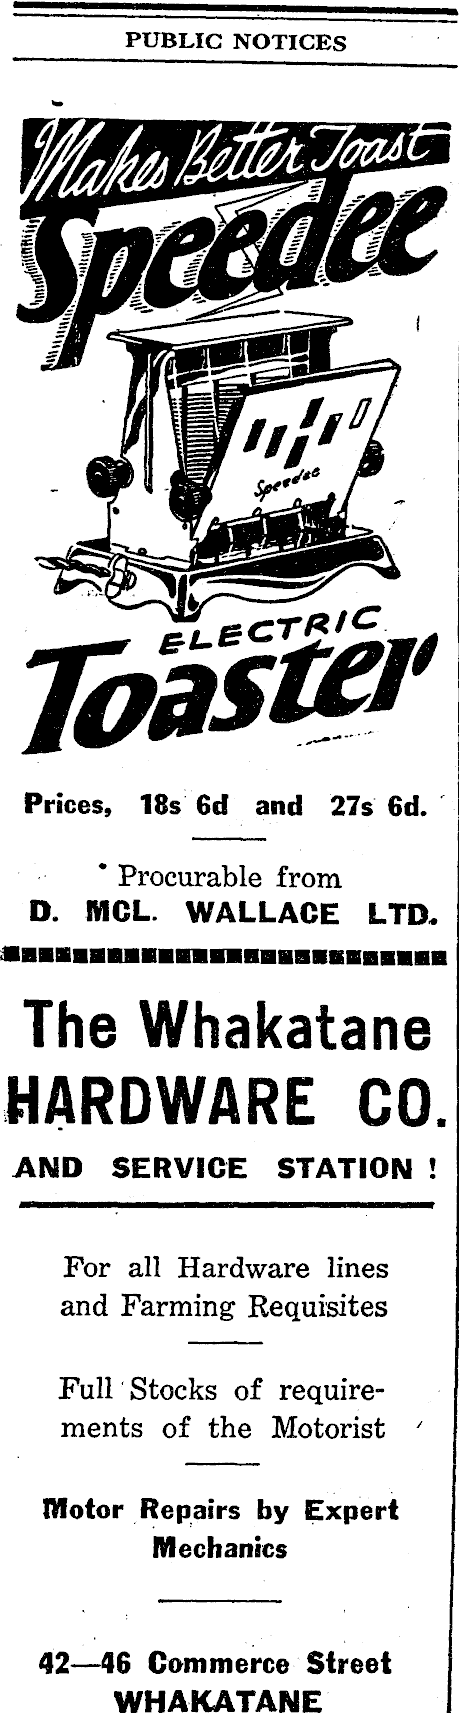 PUBLIC NOTICES
Makes Better Toast
Speedee
Speedee
ELECTRIC
Toaster
Prices, 18s 6d and 27s 6d.
Procurable from
D. MCL. WALLACE LTD.
The Whakatane
HARDWARE CO.
AND SERVICE STATION !
For all Hardware lines
and Farming Requisites
Full Stocks of require-
ments of the Motorist
Motor Repairs by Expert
Mechanics
42—46 Commerce Street
WHAKATANE